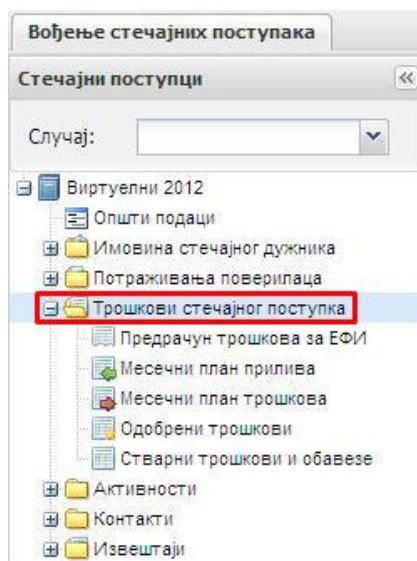 Вођење стечајних поступака
Стечајни поступци
Случај:
Виртуелни 2012
Општи подаци
Имовина стечајног дужника
Потраживања поверилаца
Трошкови стечајног поступка
Предрачун трошкова за ЕФИ
Месечни план прилива
Месечни план трошкова
Одобрени трошкови
Стварни трошкови и обавезе
Активности
Контакти
Извештаји